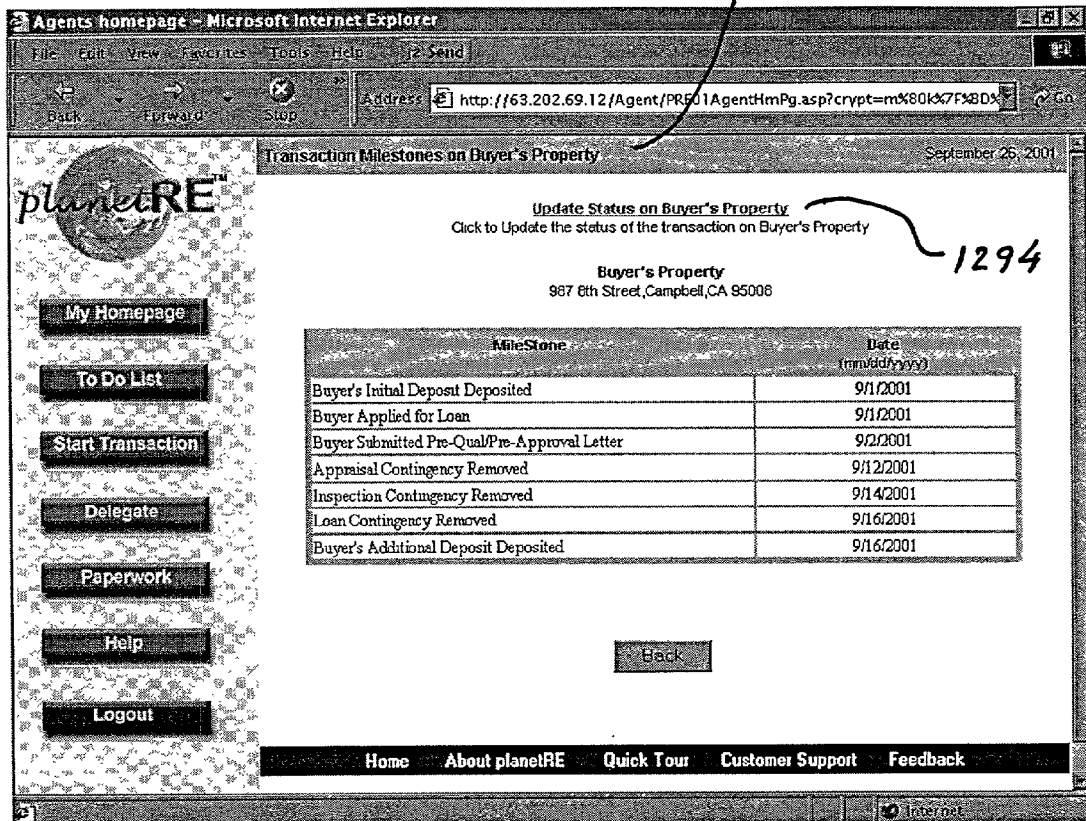 Agents homepage - Microsoft Internet Explorer
File Edit View Favorites Tools Help Send
Back Forward Stop Address http://63.202.69.12/Agent/PRE01AgentHmPg.asp?crypt=m%80k%7F%8D% Go
planetRE™
Transaction Milestones on Buyer's Property September 26, 2001
Update Status on Buyer's Property
Click to Update the status of the transaction on Buyer's Property
1294
Buyer's Property
987 8th Street,Campbell,CA 95008
MileStone Date
(mm/dd/yyyy)
Buyer's Initial Deposit Deposited 9/1/2001
Buyer Applied for Loan 9/1/2001
Buyer Submitted Pre-Qual/Pre-Approval Letter 9/2/2001
Appraisal Contingency Removed 9/12/2001
Inspection Contingency Removed 9/14/2001
Loan Contingency Removed 9/16/2001
Buyer's Additional Deposit Deposited 9/16/2001
My Homepage
To Do List
Start Transaction
Delegate
Paperwork
Help
Logout
Back
Home About planetRE Quick Tour Customer Support Feedback
Internet